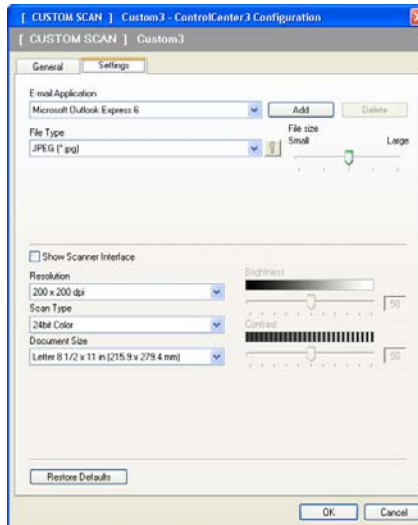 [ CUSTOM SCAN ] Custom3 - ControlCenter3 Configuration
[ CUSTOM SCAN ] Custom3
General Settings
E-mail Application
Microsoft Outlook Express 6 Add Delete
File Type File size
JPEG (*.jpg) Small Large
Show Scanner Interface
Resolution Brightness
200 x 200 dpi 50
Scan Type Contrast
24bit Color
Document Size
Letter 8 1/2 x 11 in (215.9 x 279.4 mm) 50
Restore Defaults
OK Cancel